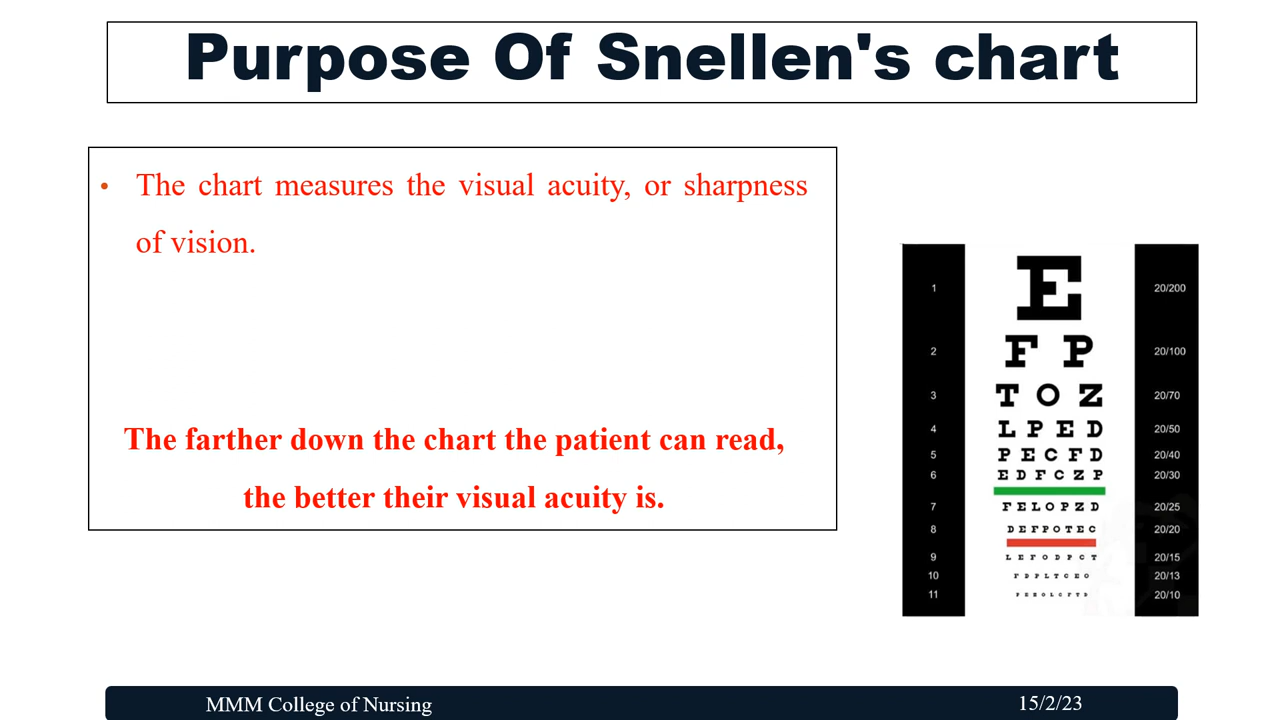 Purpose Of Snellen's chart
• The chart measures the visual acuity, or sharpness
of vision.
The farther down the chart the patient can read,
the better their visual acuity is.
1 E 20/200
2 F P 20/100
3 T O Z 20/70
4 L P E D 20/50
5 P E C F D 20/40
6 E D F C Z P 20/30
7 F E L O P Z D 20/25
8 D E F P O T E C 20/20
9 L E F O D P C T 20/15
10 F D P L T C E O 20/13
11 P E Z O L C F T D 20/10
MMM College of Nursing
15/2/23